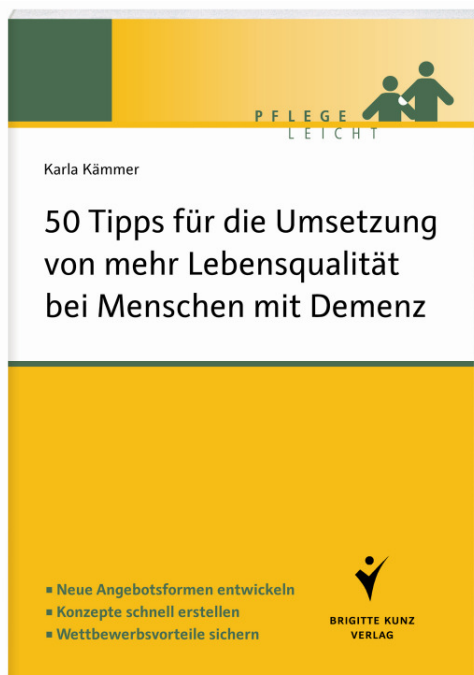 PFLEGE
LEICHT
Karla Kämmer
50 Tipps für die Umsetzung
von mehr Lebensqualität
bei Menschen mit Demenz
▪ Neue Angebotsformen entwickeln
▪ Konzepte schnell erstellen
▪ Wettbewerbsvorteile sichern
BRIGITTE KUNZ
VERLAG